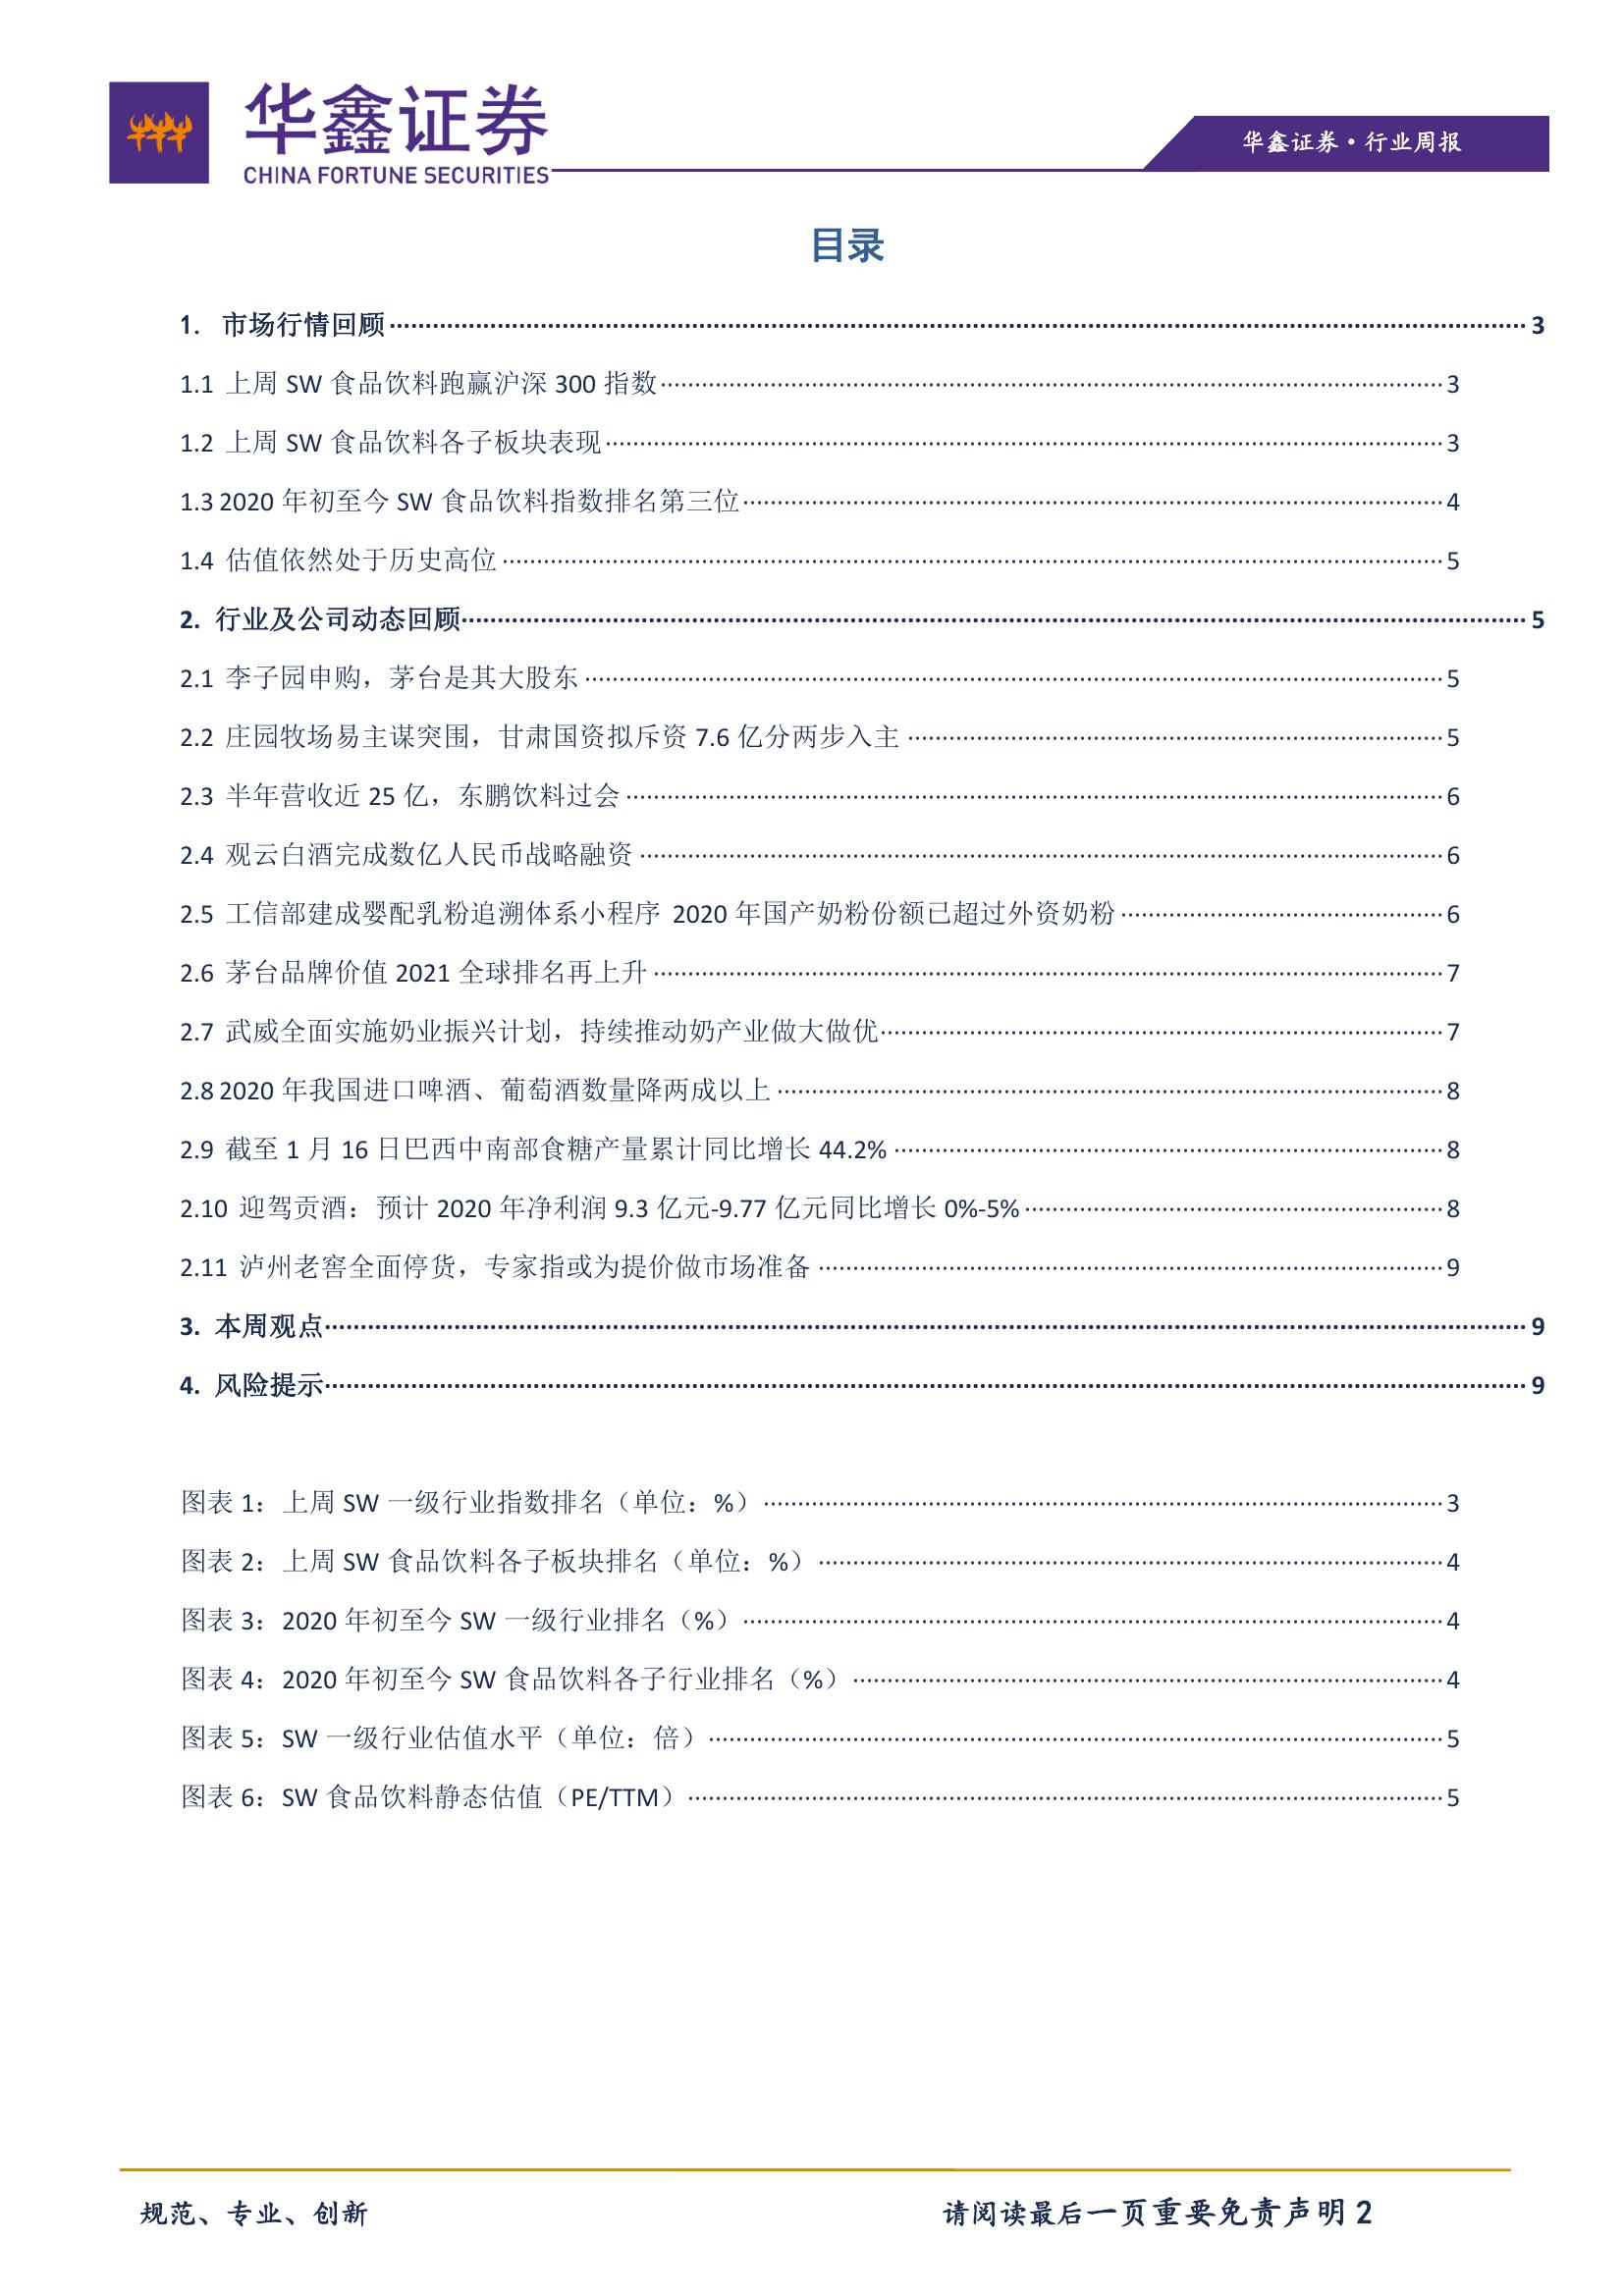 华鑫证券
CHINA FORTUNE SECURITIES
华鑫证券·行业周报
目录
1. 市场行情回顾 3
1.1 上周 SW 食品饮料跑赢沪深 300 指数 3
1.2 上周 SW 食品饮料各子板块表现 3
1.3 2020 年初至今 SW 食品饮料指数排名第三位 4
1.4 估值依然处于历史高位 5
2. 行业及公司动态回顾 5
2.1 李子园申购，茅台是其大股东 5
2.2 庄园牧场易主谋突围，甘肃国资拟斥资 7.6 亿分两步入主 5
2.3 半年营收近 25 亿，东鹏饮料过会 6
2.4 观云白酒完成数亿人民币战略融资 6
2.5 工信部建成婴配乳粉追溯体系小程序 2020 年国产奶粉份额已超过外资奶粉 6
2.6 茅台品牌价值 2021 全球排名再上升 7
2.7 武威全面实施奶业振兴计划，持续推动奶产业做大做优 7
2.8 2020 年我国进口啤酒、葡萄酒数量降两成以上 8
2.9 截至 1 月 16 日巴西中南部食糖产量累计同比增长 44.2% 8
2.10 迎驾贡酒：预计 2020 年净利润 9.3 亿元-9.77 亿元同比增长 0%-5% 8
2.11 泸州老窖全面停货，专家指或为提价做市场准备 9
3. 本周观点 9
4. 风险提示 9
图表 1：上周 SW 一级行业指数排名（单位：%） 3
图表 2：上周 SW 食品饮料各子板块排名（单位：%） 4
图表 3：2020 年初至今 SW 一级行业排名（%） 4
图表 4：2020 年初至今 SW 食品饮料各子行业排名（%） 4
图表 5：SW 一级行业估值水平（单位：倍） 5
图表 6：SW 食品饮料静态估值（PE/TTM） 5
规范、专业、创新
请阅读最后一页重要免责声明 2